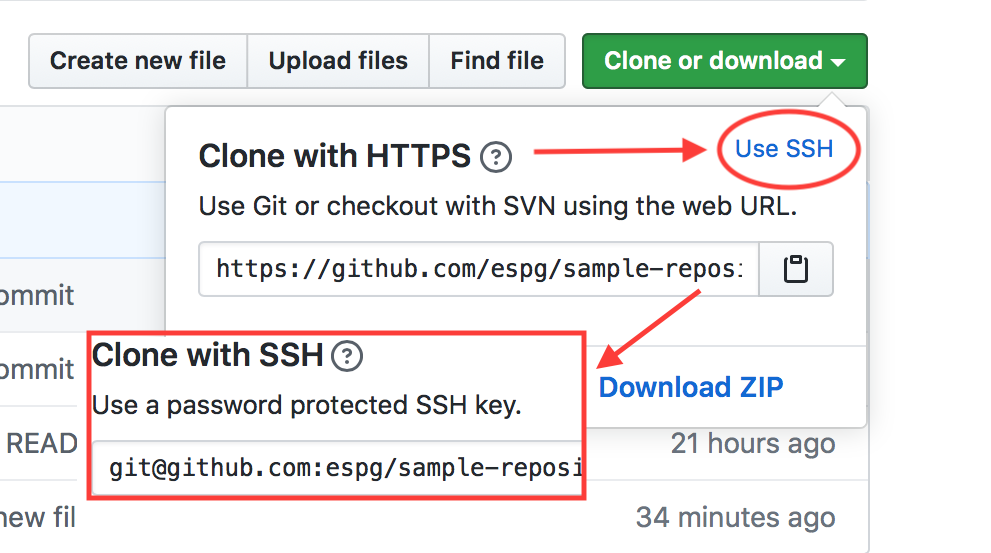 Create new file
Upload files
Find file
Clone or download
Clone with HTTPS ?
Use SSH
Use Git or checkout with SVN using the web URL.
https://github.com/espg/sample-reposi
ommit
Clone with SSH ?
ommit
Use a password protected SSH key.
Download ZIP
READ
21 hours ago
git@github.com:espg/sample-reposi
new fil
34 minutes ago